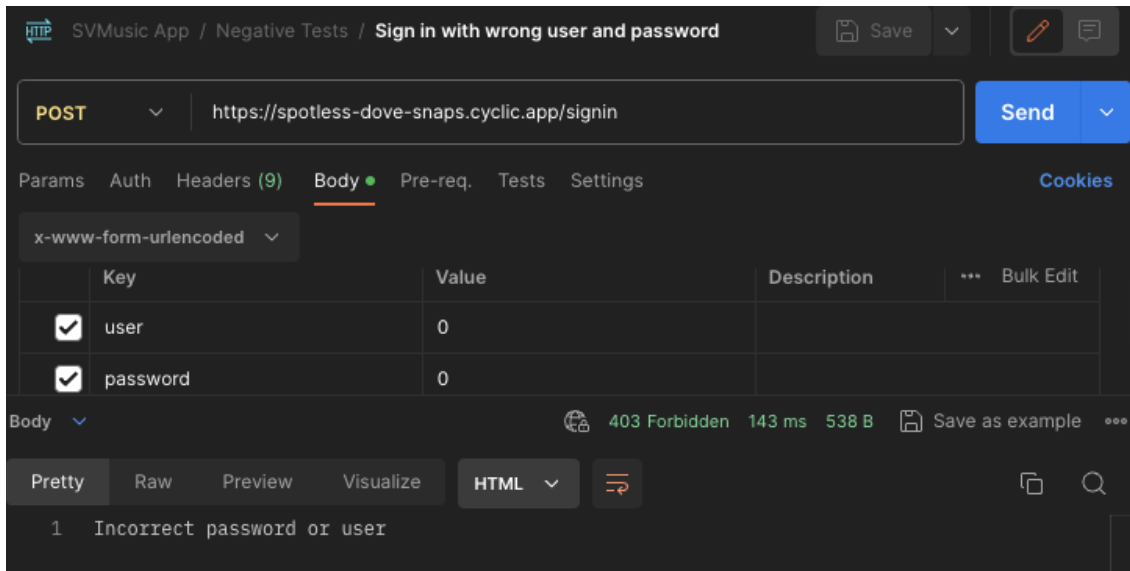 HTTP SVMusic App / Negative Tests / Sign in with wrong user and password Save
POST https://spotless-dove-snaps.cyclic.app/signin Send
Params Auth Headers (9) Body Pre-req. Tests Settings Cookies
x-www-form-urlencoded
Key Value Description Bulk Edit
user 0
password 0
Body 403 Forbidden 143 ms 538 B Save as example
Pretty Raw Preview Visualize HTML
1 Incorrect password or user